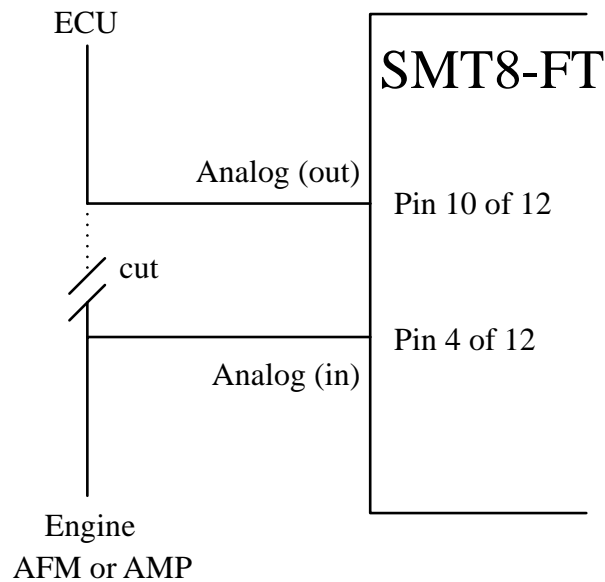 ECU
SMT8-FT
Analog (out)
Pin 10 of 12
cut
Pin 4 of 12
Analog (in)
Engine
AFM or AMP